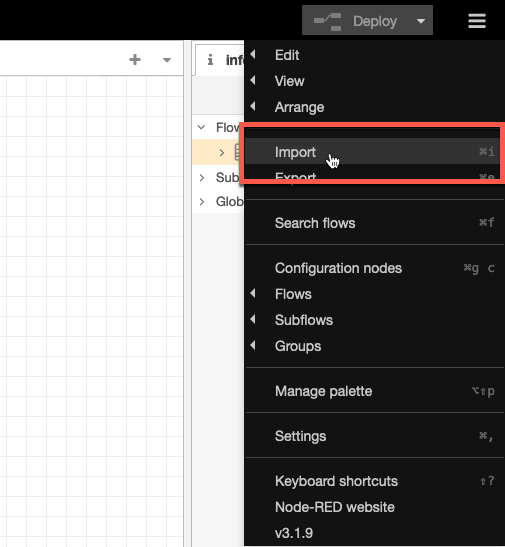 Deploy
i info
Edit
View
Arrange
Flow
Import ⌘i
Export ⌘e
Sub
Glob
Search flows ⌘f
Configuration nodes ⌘g c
Flows
Subflows
Groups
Manage palette ⌥⇧p
Settings ⌘,
Keyboard shortcuts ⇧?
Node-RED website
v3.1.9